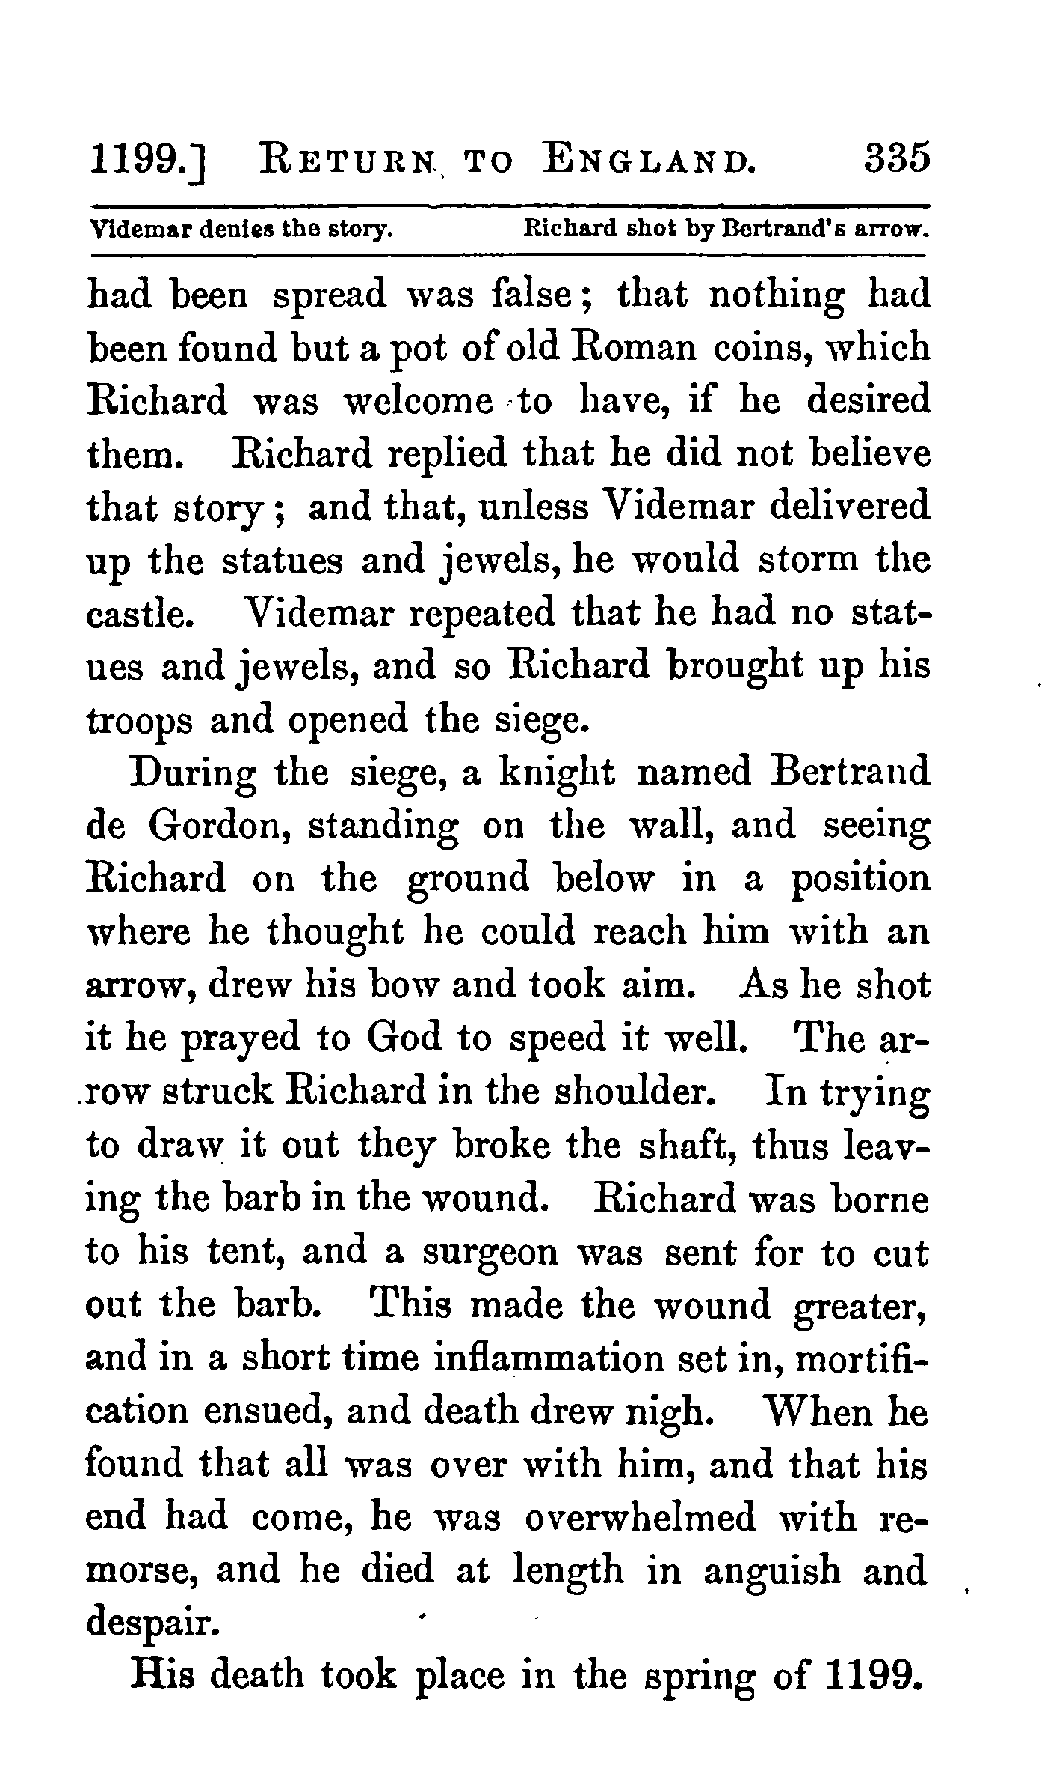 1199.] RETURN TO ENGLAND. 335
Videmar denies the story. Richard shot by Bertrand's arrow.
had been spread was false; that nothing had
been found but a pot of old Roman coins, which
Richard was welcome to have, if he desired
them. Richard replied that he did not believe
that story; and that, unless Videmar delivered
up the statues and jewels, he would storm the
castle. Videmar repeated that he had no stat-
ues and jewels, and so Richard brought up his
troops and opened the siege.
During the siege, a knight named Bertrand
de Gordon, standing on the wall, and seeing
Richard on the ground below in a position
where he thought he could reach him with an
arrow, drew his bow and took aim. As he shot
it he prayed to God to speed it well. The ar-
row struck Richard in the shoulder. In trying
to draw it out they broke the shaft, thus leav-
ing the barb in the wound. Richard was borne
to his tent, and a surgeon was sent for to cut
out the barb. This made the wound greater,
and in a short time inflammation set in, mortifi-
cation ensued, and death drew nigh. When he
found that all was over with him, and that his
end had come, he was overwhelmed with re-
morse, and he died at length in anguish and
despair.
His death took place in the spring of 1199.